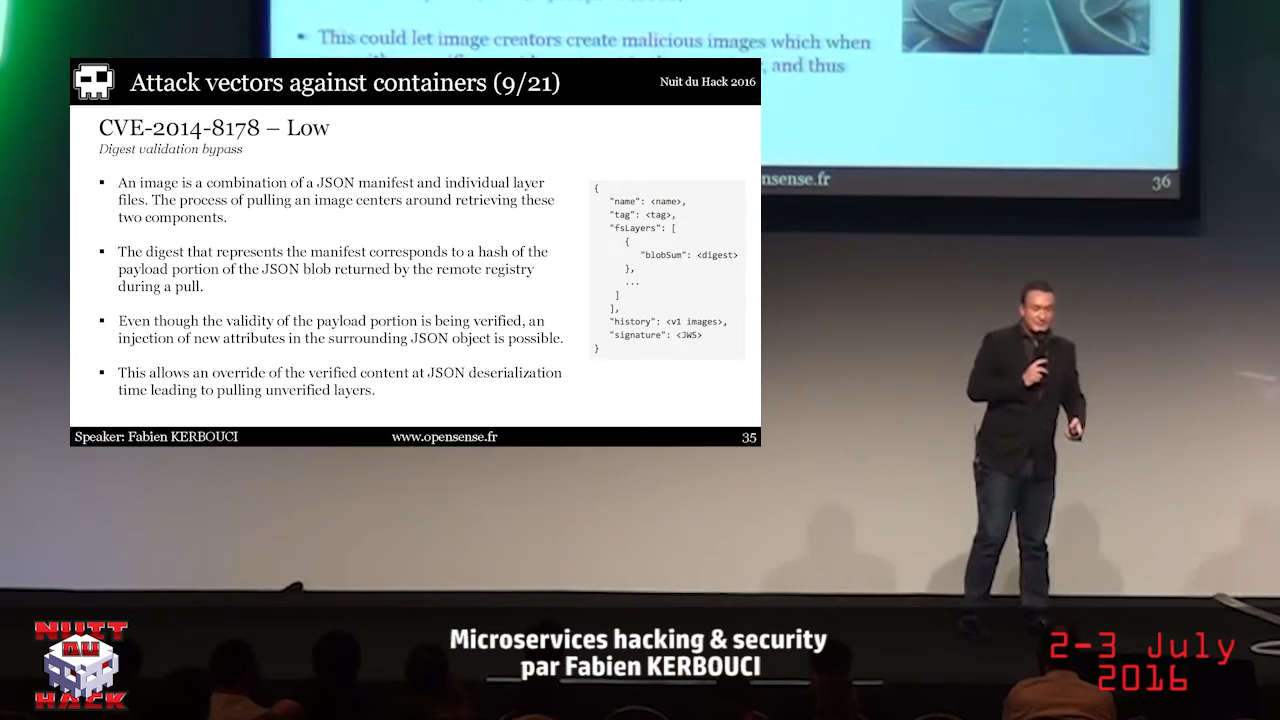 This could let image creators create malicious images which when
, and thus
nsense.fr
36
Attack vectors against containers (9/21)
Nuit du Hack 2016
CVE-2014-8178 – Low
Digest validation bypass
▪ An image is a combination of a JSON manifest and individual layer
files. The process of pulling an image centers around retrieving these
two components.
▪ The digest that represents the manifest corresponds to a hash of the
payload portion of the JSON blob returned by the remote registry
during a pull.
▪ Even though the validity of the payload portion is being verified, an
injection of new attributes in the surrounding JSON object is possible.
▪ This allows an override of the verified content at JSON deserialization
time leading to pulling unverified layers.
{
"name": <name>,
"tag": <tag>,
"fsLayers": [
{
"blobSum": <digest>
},
...
]
],
"history": <v1 images>,
"signature": <JWS>
}
Speaker: Fabien KERBOUCI
www.opensense.fr
35
NUIT
DU
HACK
Microservices hacking & security
par Fabien KERBOUCI
2-3 July
2016